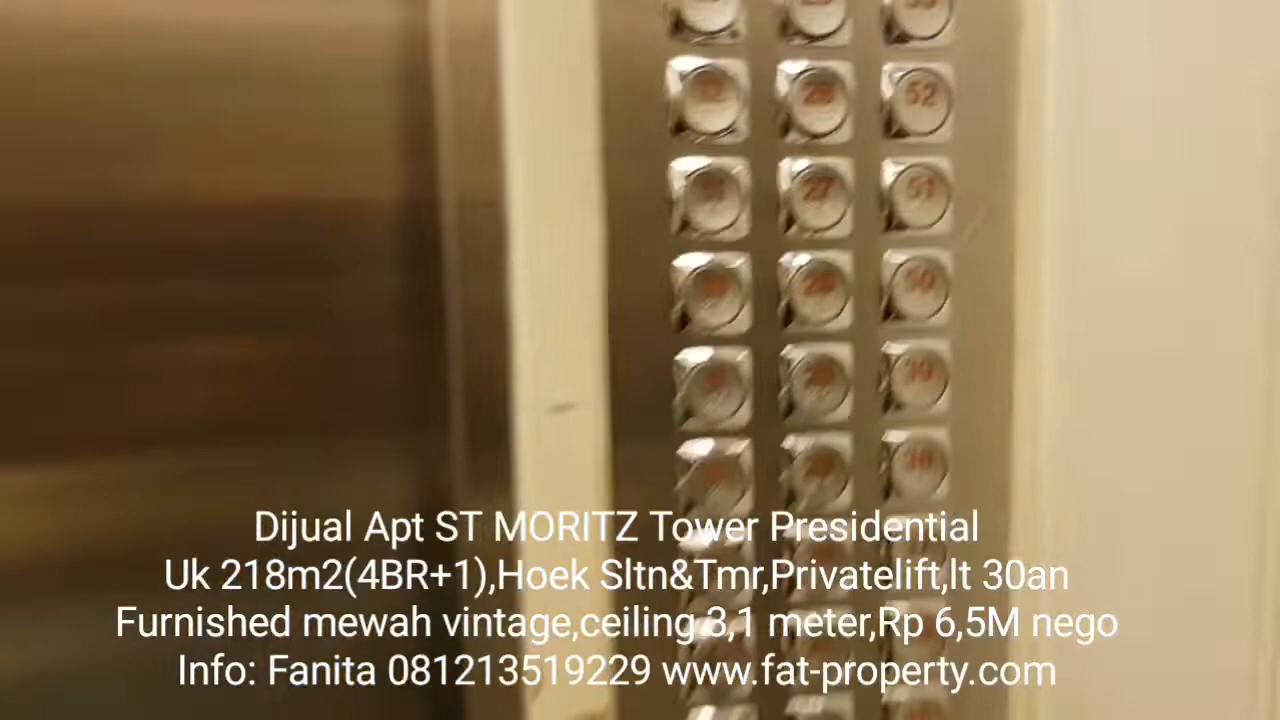 52
27 51
50
Dijual Apt ST MORITZ Tower Presidential
Uk 218m2(4BR+1),Hoek Sltn&Tmr,Privatelift,lt 30an
Furnished mewah vintage,ceiling 3,1 meter,Rp 6,5M nego
Info: Fanita 081213519229 www.fat-property.com